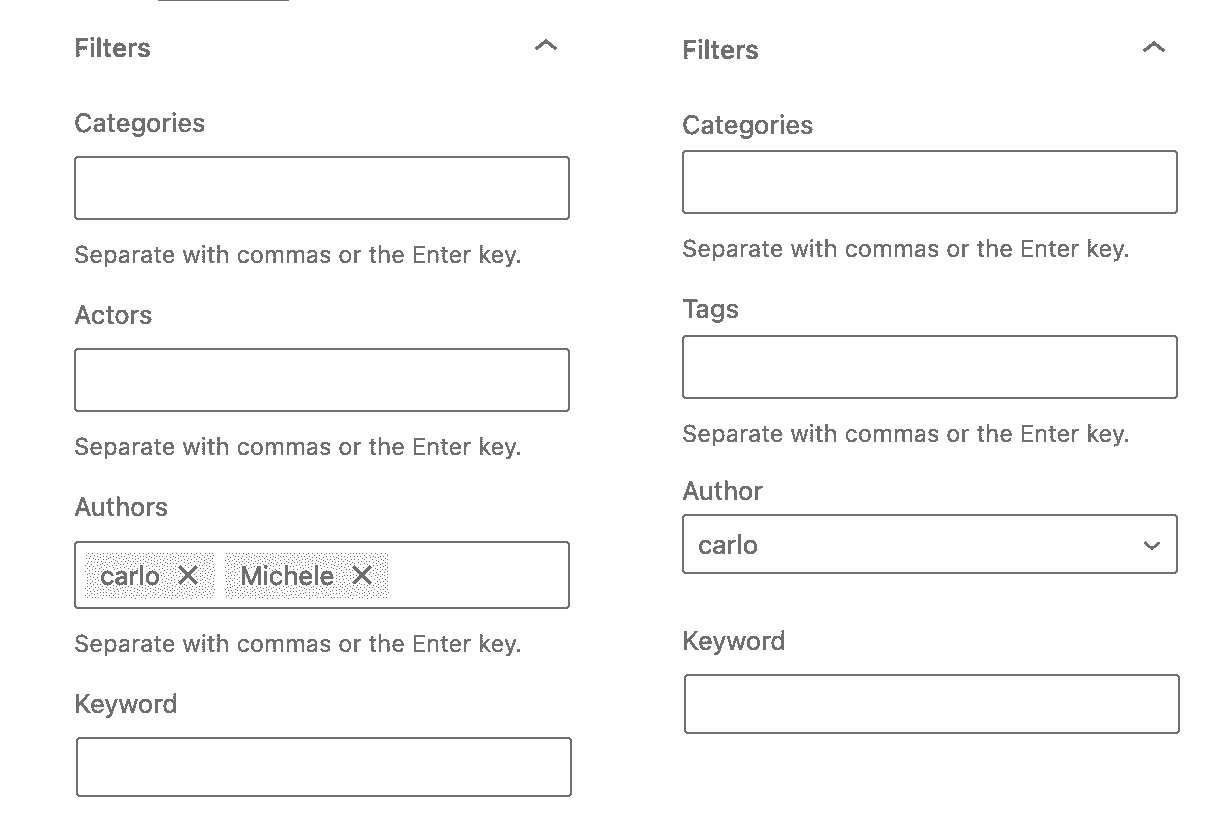 Filters
Categories
Separate with commas or the Enter key.
Actors
Separate with commas or the Enter key.
Authors
carlo Michele
Separate with commas or the Enter key.
Keyword
Filters
Categories
Separate with commas or the Enter key.
Tags
Separate with commas or the Enter key.
Author
carlo
Keyword